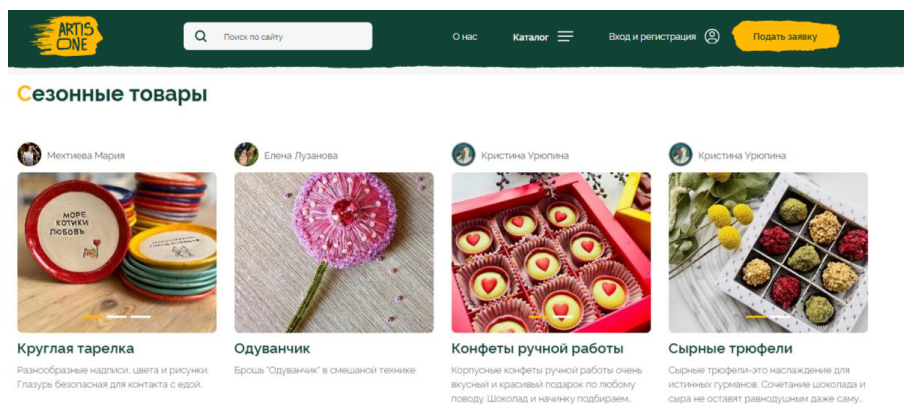 ARTIS
ONE
Поиск по сайту
О нас
Каталог
Вход и регистрация
Подать заявку
Сезонные товары
Мехтиева Мария
Елена Лузанова
Кристина Урюпина
Кристина Урюпина
МОРЕ
КОТИКИ
ЛЮБОВЬ
Круглая тарелка
Одуванчик
Конфеты ручной работы
Сырные трюфели
Разнообразные надписи, цвета и рисунки.
Глазурь безопасная для контакта с едой.
Брошь "Одуванчик" в смешаной технике.
Корпусные конфеты ручной работы очень
вкусный и красивый подарок по любому
поводу. Шоколад и начинку подбираем...
Сырные трюфели-это наслаждение для
истинных гурманов. Сочетание шоколада и
сыра не оставят равнодушным даже саму...